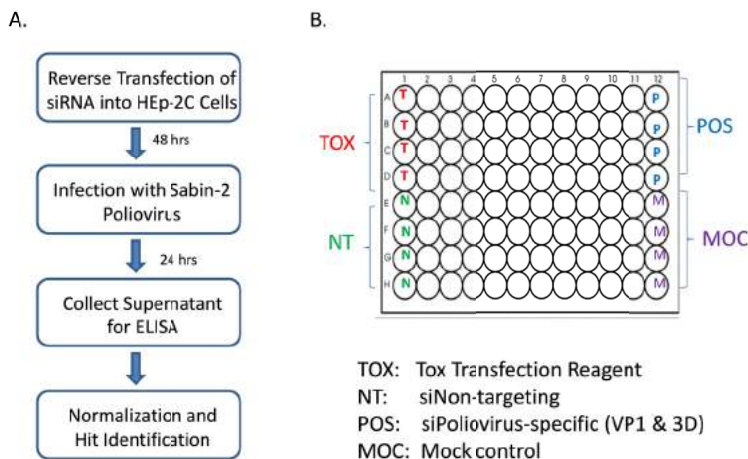 A.
Reverse Transfection of
siRNA into HEp-2C Cells
48 hrs
Infection with Sabin-2
Poliovirus
24 hrs
Collect Supernatant
for ELISA
Normalization and
Hit Identification
B.
1 2 3 4 5 6 7 8 9 10 11 12
A T P
B T P
C T P
D T P
E N M
F N M
G N M
H N M
TOX
NT
POS
MOC
TOX: Tox Transfection Reagent
NT: siNon-targeting
POS: siPoliovirus-specific (VP1 & 3D)
MOC: Mock control